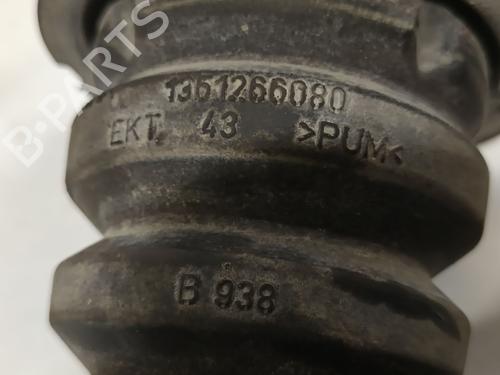 B-PARTS
1361266080
EKT. 43 >PUM<
B 938